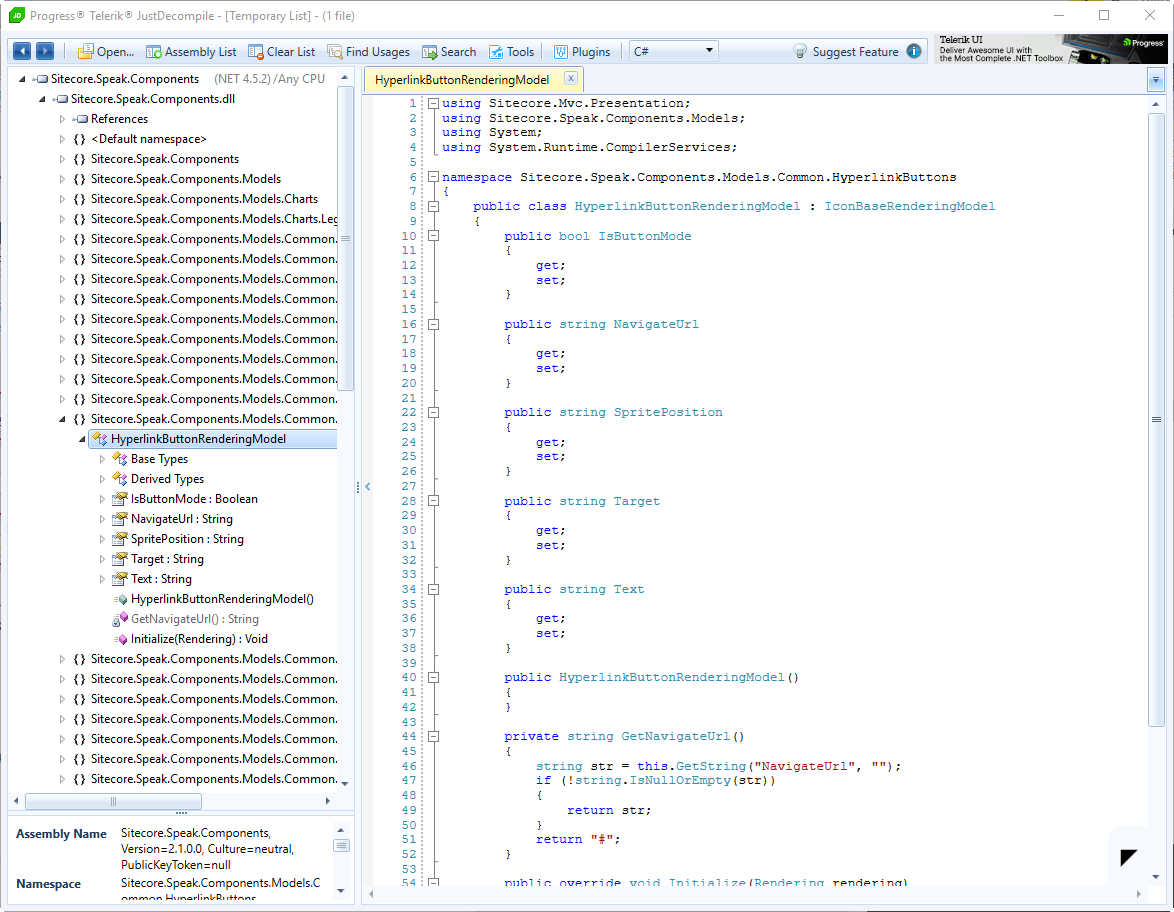 JD Progress® Telerik® JustDecompile - [Temporary List] - (1 file)
Open... Assembly List Clear List Find Usages Search Tools Plugins C# Suggest Feature
Telerik UI
Deliver Awesome UI with
the Most Complete .NET Toolbox
Progress
Sitecore.Speak.Components (NET 4.5.2)/Any CPU
Sitecore.Speak.Components.dll
References
{} <Default namespace>
{} Sitecore.Speak.Components
{} Sitecore.Speak.Components.Models
{} Sitecore.Speak.Components.Models.Charts
{} Sitecore.Speak.Components.Models.Charts.Leg
{} Sitecore.Speak.Components.Models.Common.
{} Sitecore.Speak.Components.Models.Common.
{} Sitecore.Speak.Components.Models.Common.
{} Sitecore.Speak.Components.Models.Common.
{} Sitecore.Speak.Components.Models.Common.
{} Sitecore.Speak.Components.Models.Common.
{} Sitecore.Speak.Components.Models.Common.
{} Sitecore.Speak.Components.Models.Common.
{} Sitecore.Speak.Components.Models.Common.
{} Sitecore.Speak.Components.Models.Common.
HyperlinkButtonRenderingModel
Base Types
Derived Types
IsButtonMode : Boolean
NavigateUrl : String
SpritePosition : String
Target : String
Text : String
HyperlinkButtonRenderingModel()
GetNavigateUrl() : String
Initialize(Rendering) : Void
{} Sitecore.Speak.Components.Models.Common.
{} Sitecore.Speak.Components.Models.Common.
{} Sitecore.Speak.Components.Models.Common.
{} Sitecore.Speak.Components.Models.Common.
{} Sitecore.Speak.Components.Models.Common.
{} Sitecore.Speak.Components.Models.Common.
{} Sitecore.Speak.Components.Models.Common.
Assembly Name Sitecore.Speak.Components,
Version=2.1.0.0, Culture=neutral,
PublicKeyToken=null
Namespace Sitecore.Speak.Components.Models.C
ommon.HyperlinkButtons
HyperlinkButtonRenderingModel x
1 using Sitecore.Mvc.Presentation;
2 using Sitecore.Speak.Components.Models;
3 using System;
4 using System.Runtime.CompilerServices;
5
6 namespace Sitecore.Speak.Components.Models.Common.HyperlinkButtons
7 {
8 public class HyperlinkButtonRenderingModel : IconBaseRenderingModel
9 {
10 public bool IsButtonMode
11 {
12 get;
13 set;
14 }
15
16 public string NavigateUrl
17 {
18 get;
19 set;
20 }
21
22 public string SpritePosition
23 {
24 get;
25 set;
26 }
27
28 public string Target
29 {
30 get;
31 set;
32 }
33
34 public string Text
35 {
36 get;
37 set;
38 }
39
40 public HyperlinkButtonRenderingModel()
41 {
42 }
43
44 private string GetNavigateUrl()
45 {
46 string str = this.GetString("NavigateUrl", "");
47 if (!string.IsNullOrEmpty(str))
48 {
49 return str;
50 }
51 return "#";
52 }
53
54 public override void Initialize(Rendering rendering)